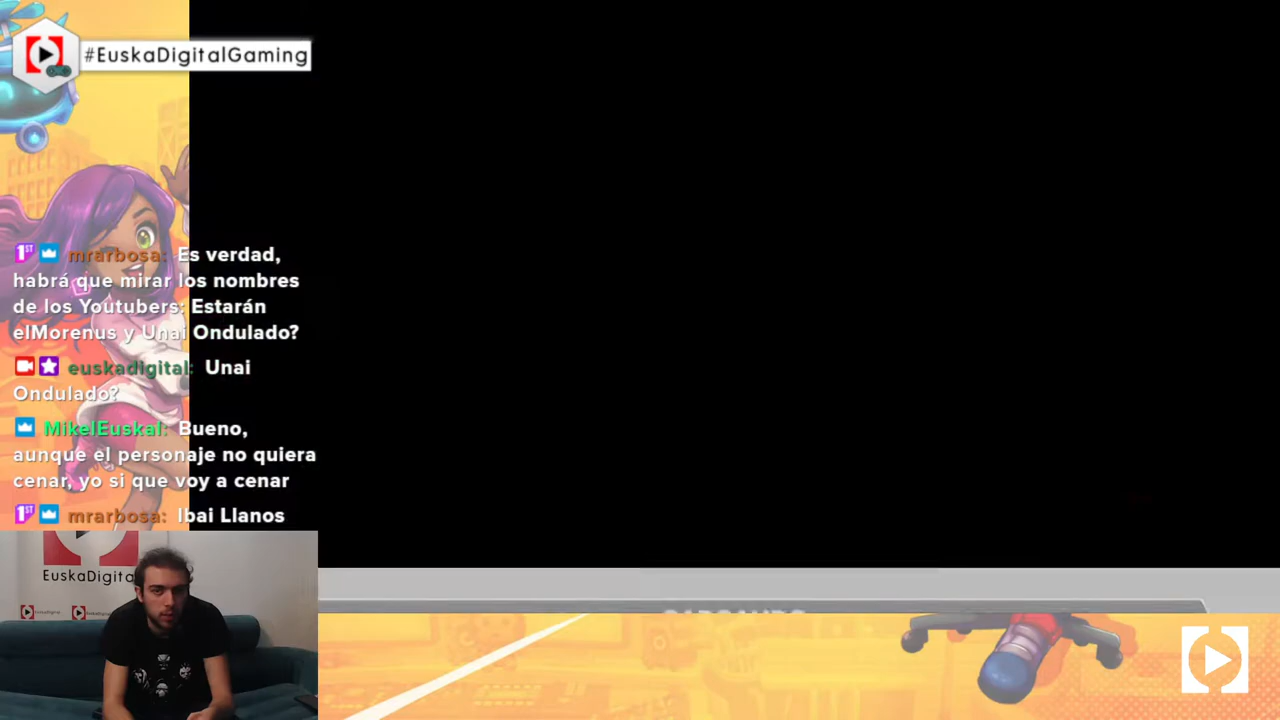 #EuskaDigitalGaming
mrarbosa: Es verdad,
habrá que mirar los nombres
de los Youtubers: Estarán
elMorenus y Unai Ondulado?
euskadigital: Unai
Ondulado?
MikelEuskal: Bueno,
aunque el personaje no quiera
cenar, yo si que voy a cenar
1ST mrarbosa: Ibai Llanos
EuskaDigita